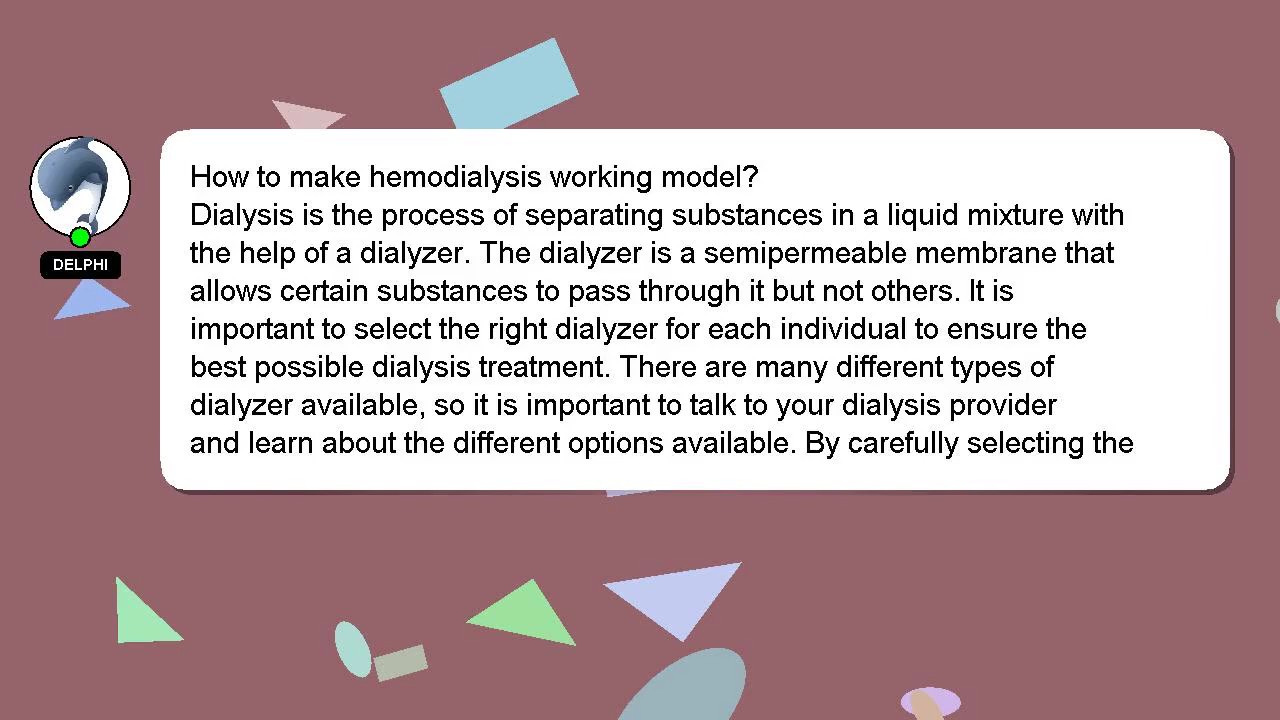 How to make hemodialysis working model?
Dialysis is the process of separating substances in a liquid mixture with
the help of a dialyzer. The dialyzer is a semipermeable membrane that
allows certain substances to pass through it but not others. It is
important to select the right dialyzer for each individual to ensure the
best possible dialysis treatment. There are many different types of
dialyzer available, so it is important to talk to your dialysis provider
and learn about the different options available. By carefully selecting the
DELPHI